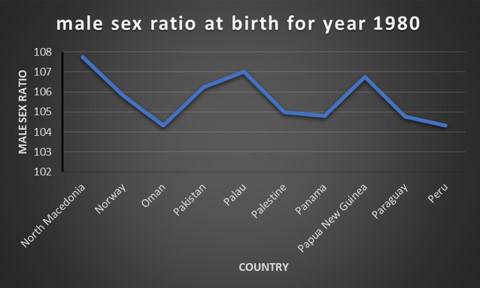 male sex ratio at birth for year 1980
MALE SEX RATIO
108
107
106
105
104
103
102
North Macedonia
Norway
Oman
Pakistan
Palau
Palestine
Panama
Papua New Guinea
Paraguay
Peru
COUNTRY